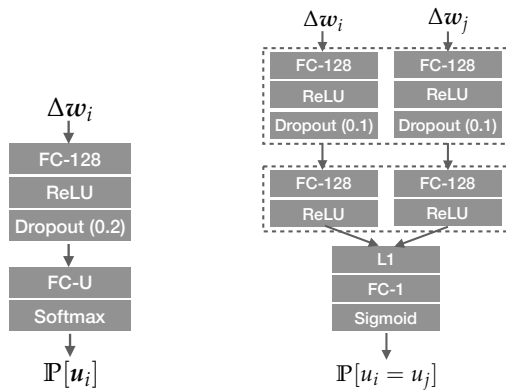 Δw_i
FC-128
ReLU
Dropout (0.2)
FC-U
Softmax
ℙ[u_i]
Δw_i Δw_j
FC-128 FC-128
ReLU ReLU
Dropout (0.1) Dropout (0.1)
FC-128 FC-128
ReLU ReLU
L1
FC-1
Sigmoid
ℙ[u_i = u_j]